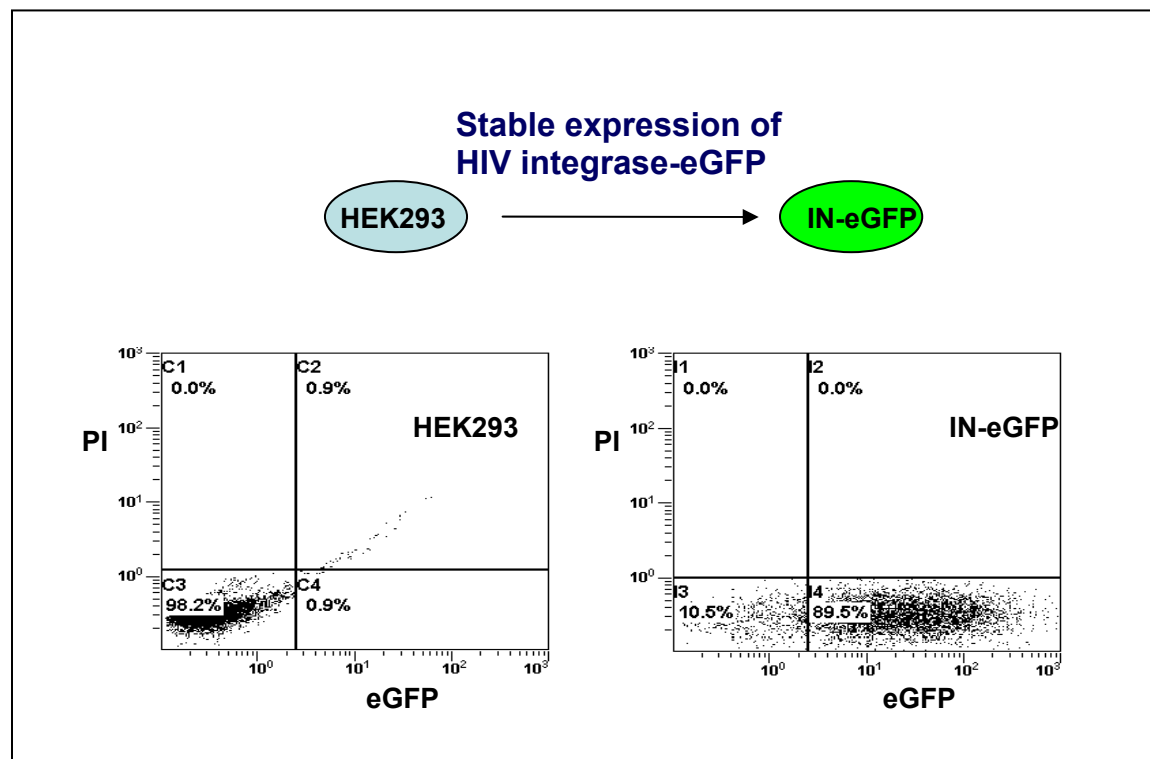 Stable expression of
HIV integrase-eGFP
HEK293
IN-eGFP
10³
C1
0.0%
C2
0.9%
HEK293
10²
PI
10¹
10⁰
C3
98.2%
C4
0.9%
10⁰ 10¹ 10² 10³
eGFP
10³
I1
0.0%
I2
0.0%
IN-eGFP
10²
PI
10¹
10⁰
I3
10.5%
I4
89.5%
10⁰ 10¹ 10² 10³
eGFP